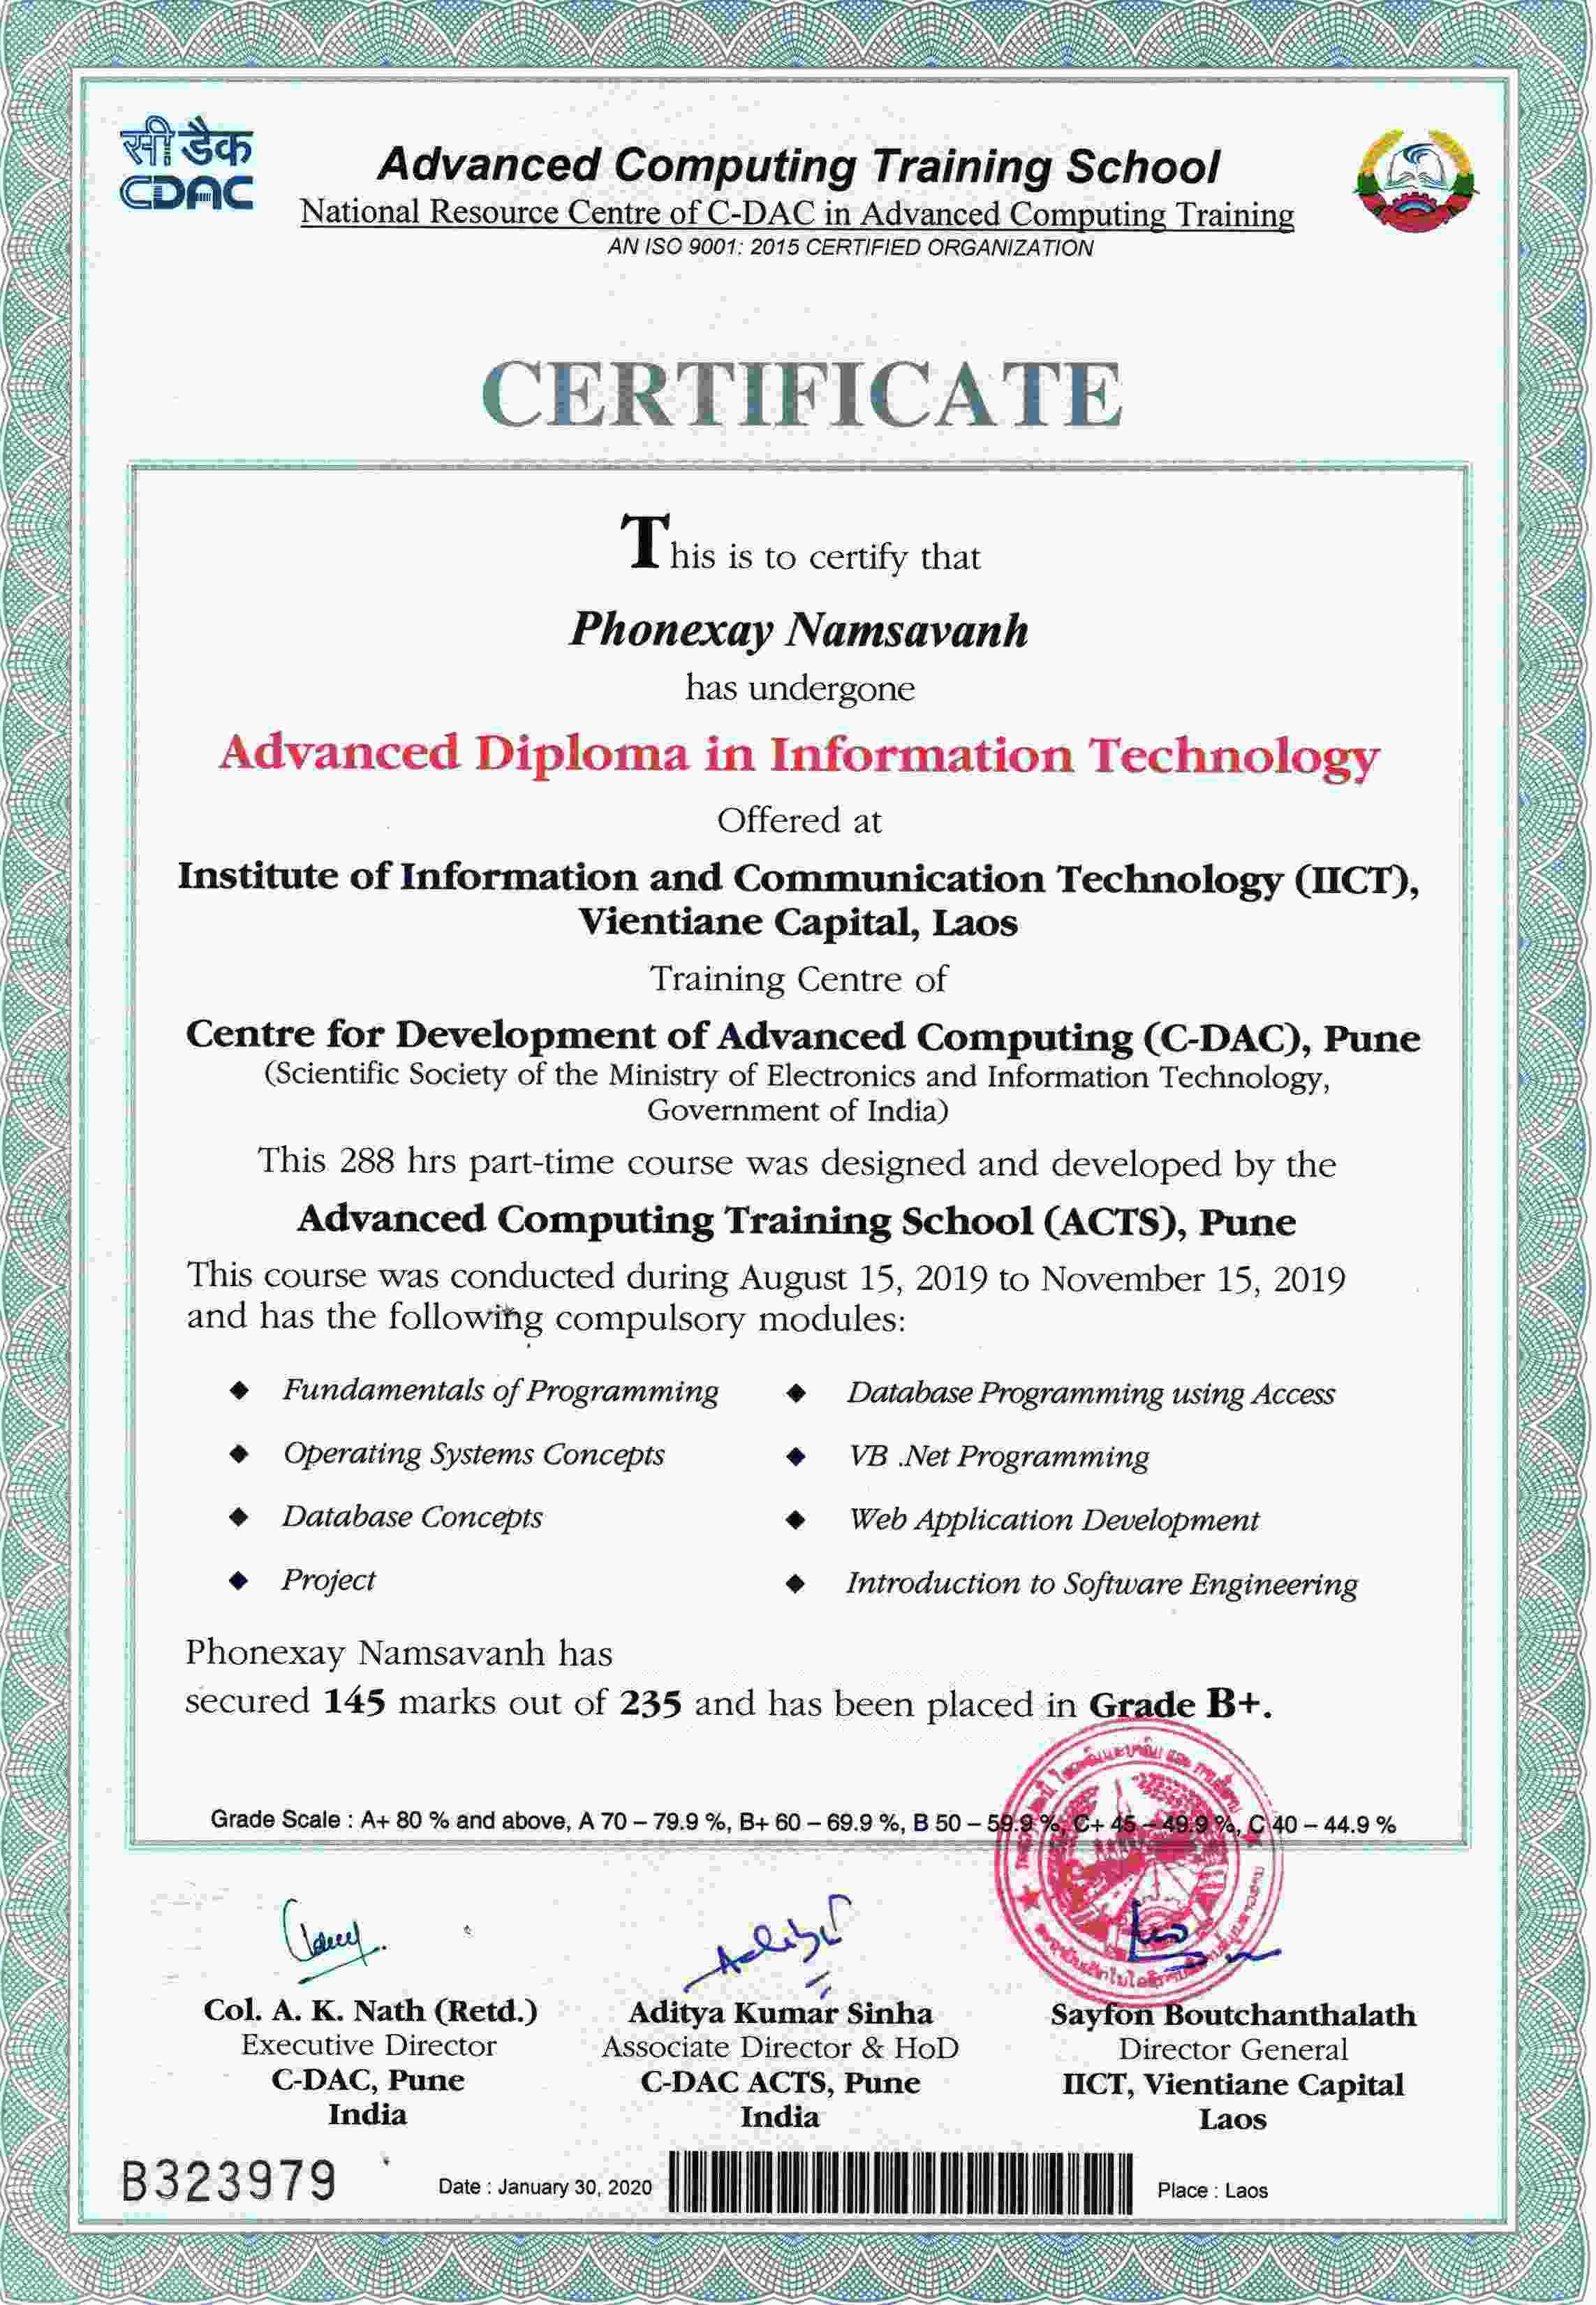 सी डैक
CDAC
Advanced Computing Training School
National Resource Centre of C-DAC in Advanced Computing Training
AN ISO 9001: 2015 CERTIFIED ORGANIZATION
CERTIFICATE
This is to certify that
Phonexay Namsavanh
has undergone
Advanced Diploma in Information Technology
Offered at
Institute of Information and Communication Technology (IICT),
Vientiane Capital, Laos
Training Centre of
Centre for Development of Advanced Computing (C-DAC), Pune
(Scientific Society of the Ministry of Electronics and Information Technology,
Government of India)
This 288 hrs part-time course was designed and developed by the
Advanced Computing Training School (ACTS), Pune
This course was conducted during August 15, 2019 to November 15, 2019
and has the following compulsory modules:
◆ Fundamentals of Programming ◆ Database Programming using Access
◆ Operating Systems Concepts ◆ VB .Net Programming
◆ Database Concepts ◆ Web Application Development
◆ Project ◆ Introduction to Software Engineering
Phonexay Namsavanh has
secured 145 marks out of 235 and has been placed in Grade B+.
Grade Scale : A+ 80 % and above, A 70 – 79.9 %, B+ 60 – 69.9 %, B 50 – 59.9 %, C+ 45 – 49.9 %, C 40 – 44.9 %
Col. A. K. Nath (Retd.) Aditya Kumar Sinha Sayfon Boutchanthalath
Executive Director Associate Director & HoD Director General
C-DAC, Pune C-DAC ACTS, Pune IICT, Vientiane Capital
India India Laos
B323979 Date : January 30, 2020 Place : Laos